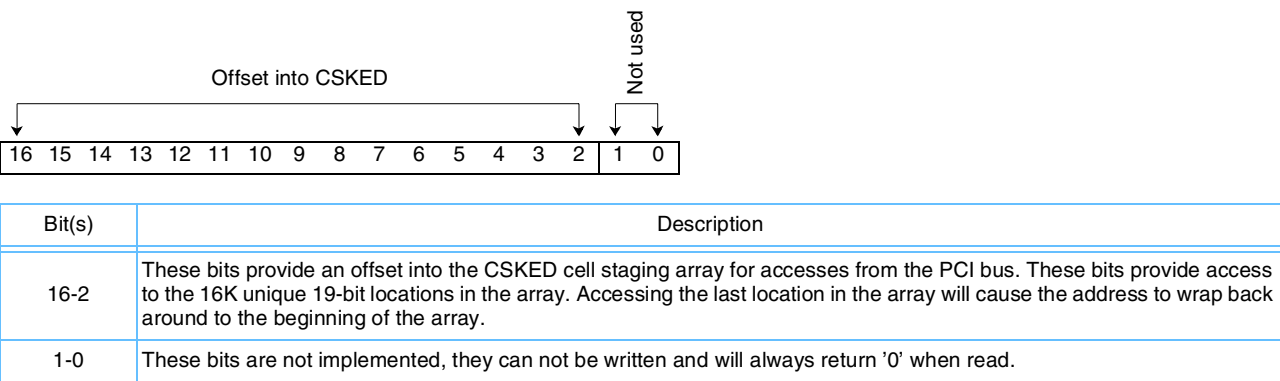 Not used
Offset into CSKED
16 15 14 13 12 11 10 9 8 7 6 5 4 3 2 1 0
Bit(s) Description
16-2 These bits provide an offset into the CSKED cell staging array for accesses from the PCI bus. These bits provide access
to the 16K unique 19-bit locations in the array. Accessing the last location in the array will cause the address to wrap back
around to the beginning of the array.
1-0 These bits are not implemented, they can not be written and will always return ’0’ when read.